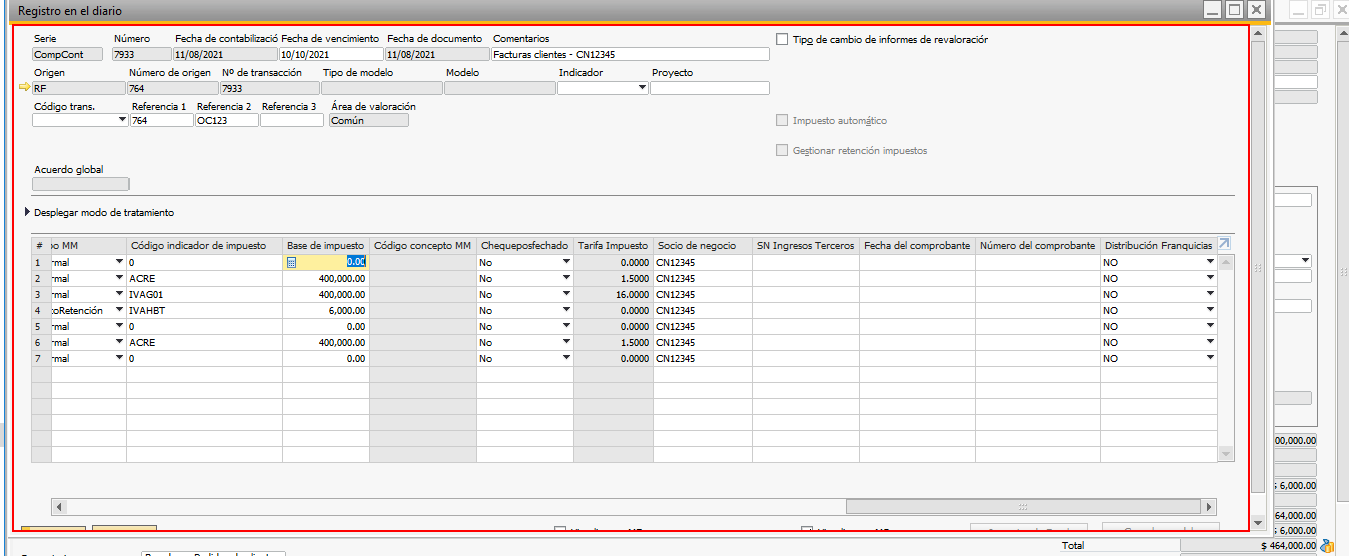 Registro en el diario
Serie Número Fecha de contabilizació Fecha de vencimiento Fecha de documento Comentarios
CompCont 7933 11/08/2021 10/10/2021 11/08/2021 Facturas clientes - CN12345
Tipo de cambio de informes de revaloraciór
Origen Número de origen Nº de transacción Tipo de modelo Modelo Indicador Proyecto
RF 764 7933
Código trans. Referencia 1 Referencia 2 Referencia 3 Área de valoración
764 OC123 Común
Impuesto automático
Gestionar retención impuestos
Acuerdo global
Desplegar modo de tratamiento
# oo MM Código indicador de impuesto Base de impuesto Código concepto MM Chequeposfechado Tarifa Impuesto Socio de negocio SN Ingresos Terceros Fecha del comprobante Número del comprobante Distribución Franquicias
1 rmal 0 0.00 No 0.0000 CN12345 NO
2 rmal ACRE 400,000.00 No 1.5000 CN12345 NO
3 rmal IVAG01 400,000.00 No 16.0000 CN12345 NO
4 toRetención IVAHBT 6,000.00 No 0.0000 CN12345 NO
5 rmal 0 0.00 No 0.0000 CN12345 NO
6 rmal ACRE 400,000.00 No 1.5000 CN12345 NO
7 rmal 0 0.00 No 0.0000 CN12345 NO
00,000.00
$ 6,000.00
64,000.00
$ 6,000.00
Total $ 464,000.00